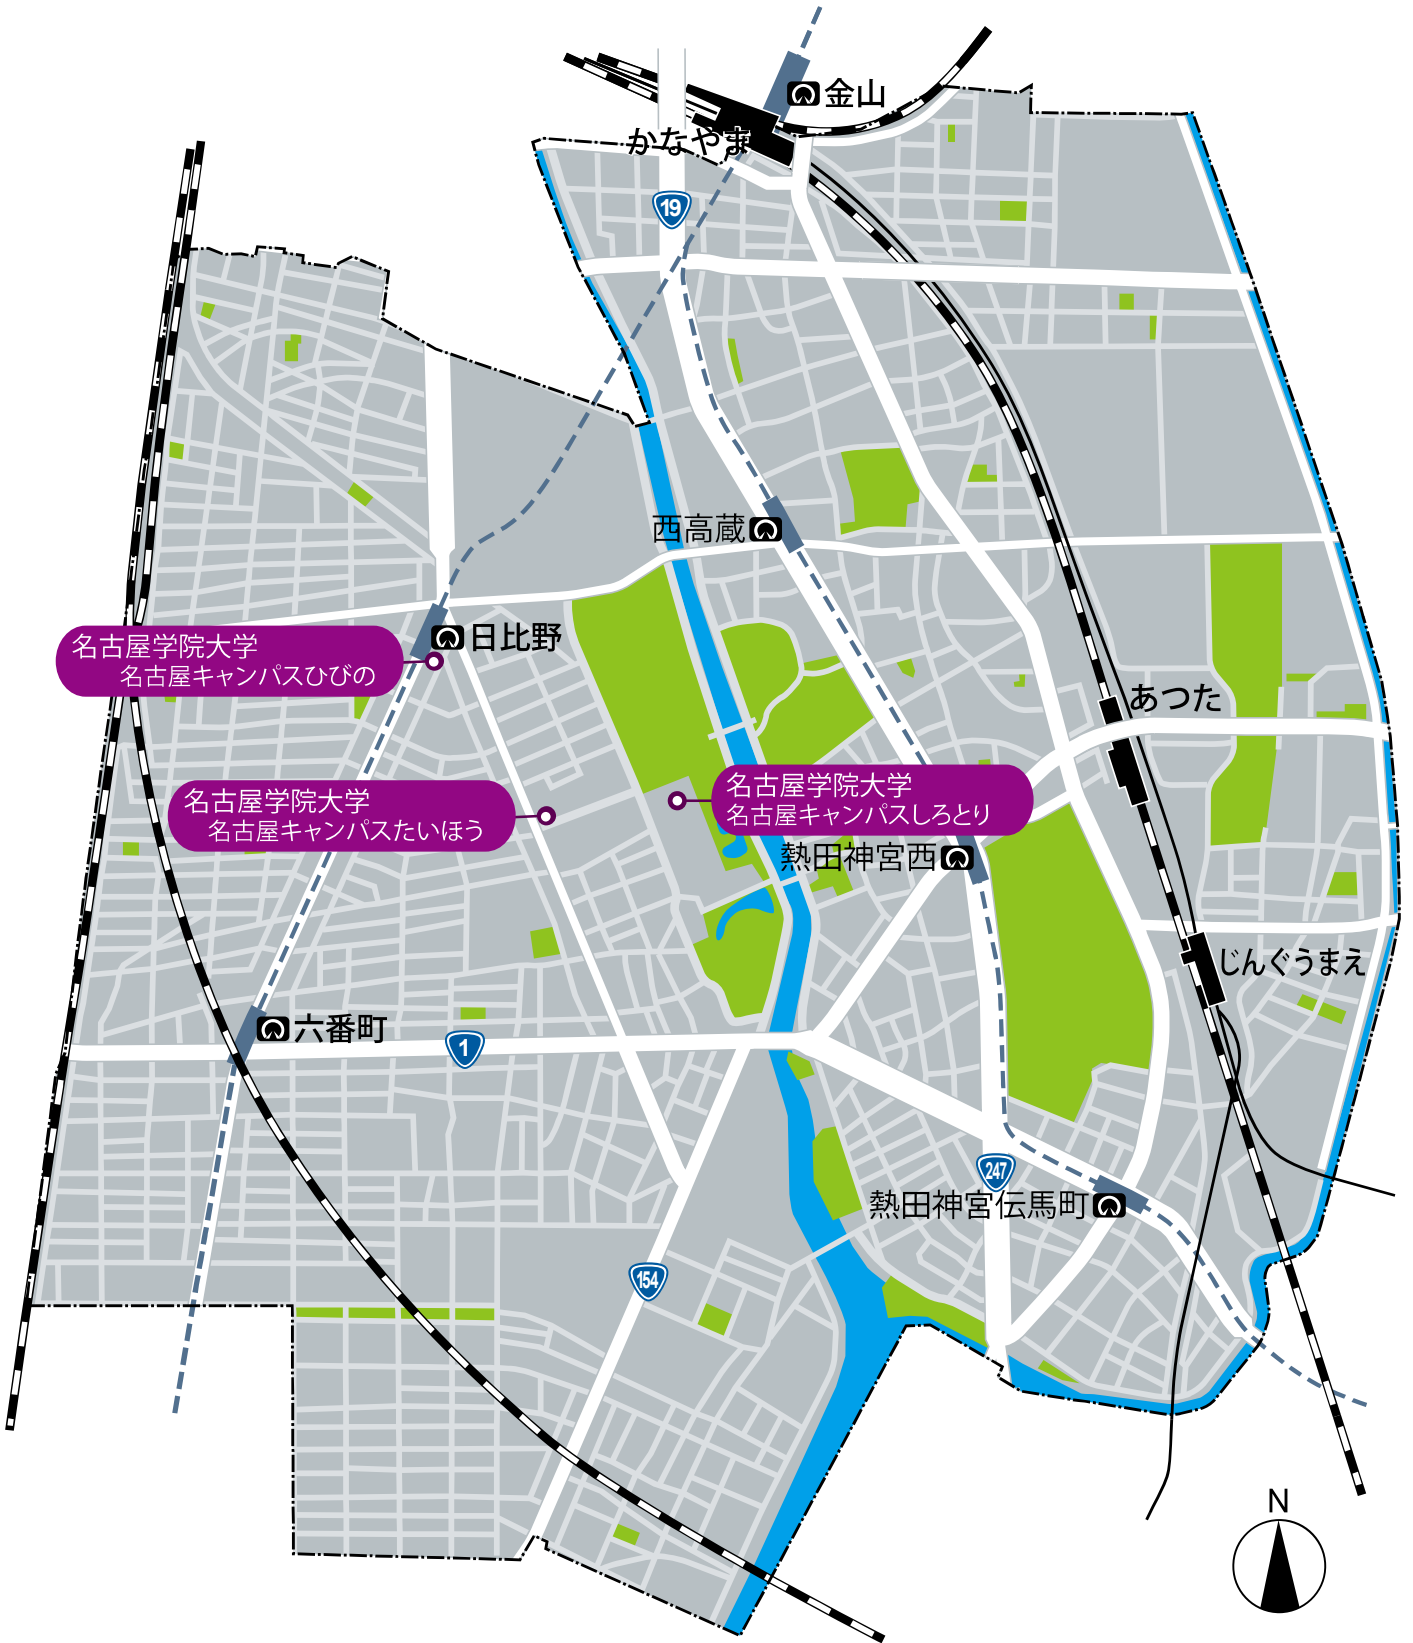 金山
かなやま
19
西高蔵
日比野
名古屋学院大学
名古屋キャンパスひびの
あつた
名古屋学院大学
名古屋キャンパスしろとり
名古屋学院大学
名古屋キャンパスたいほう
熱田神宮西
じんぐうまえ
六番町
1
247
熱田神宮伝馬町
154
N